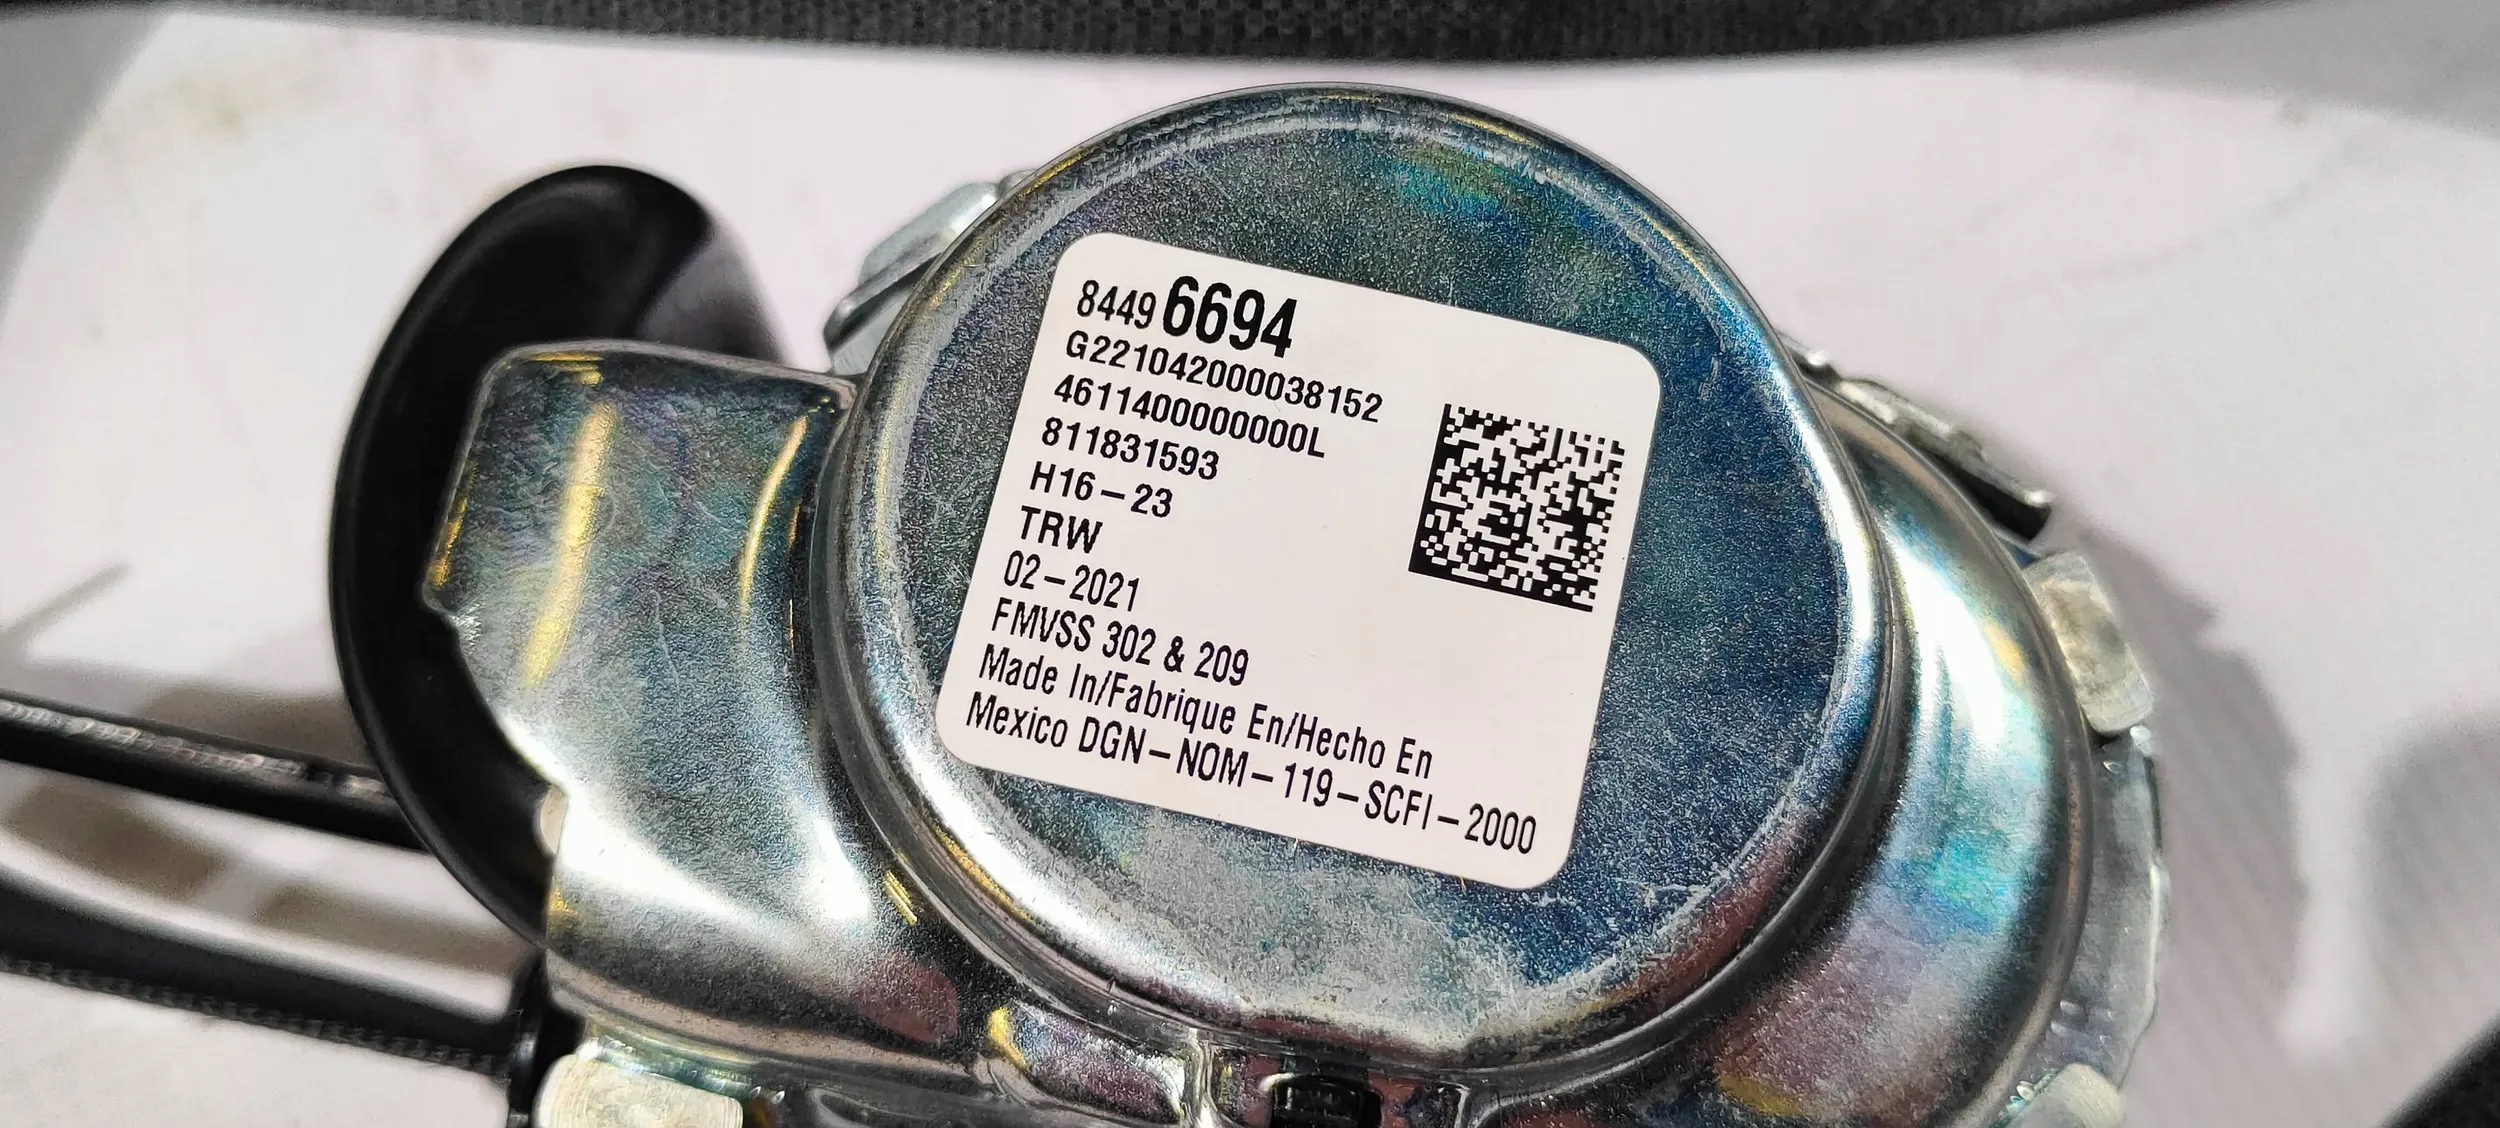 84496694
G221042000038152
461140000000L
811831593
H16-23
TRW
02-2021
FMVSS 302 & 209
Made In/Fabrique En/Hecho En
Mexico DGN-NOM-119-SCFI-2000